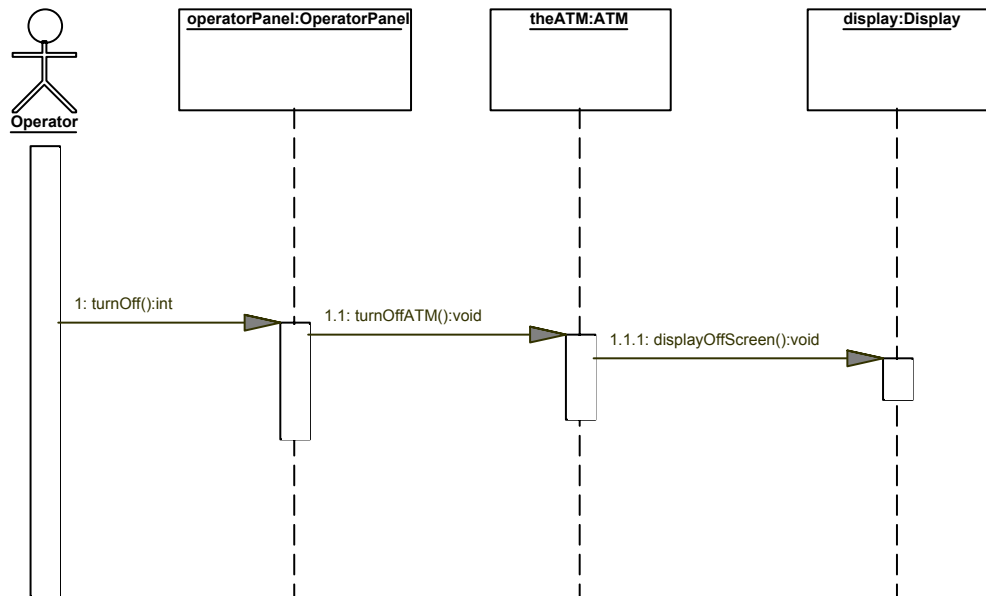 operatorPanel:OperatorPanel
theATM:ATM
display:Display
Operator
1: turnOff():int
1.1: turnOffATM():void
1.1.1: displayOffScreen():void